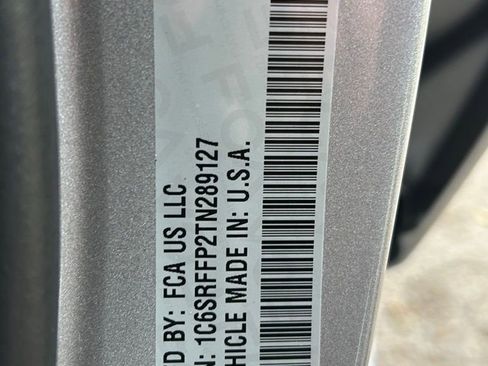 D BY: FCA US LLC
N: 1C6SRFFP2TN289127
HICLE MADE IN: U.S.A.